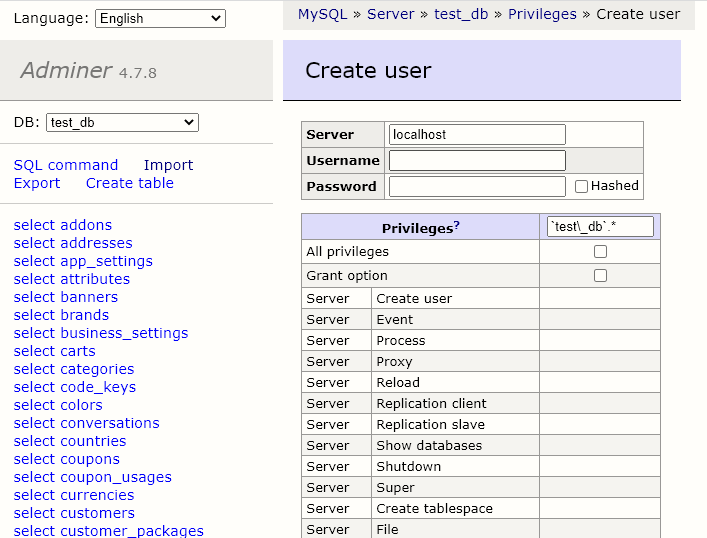 Language: English
MySQL » Server » test_db » Privileges » Create user
Adminer 4.7.8
Create user
DB: test_db
SQL command Import
Export Create table
select addons
select addresses
select app_settings
select attributes
select banners
select brands
select business_settings
select carts
select categories
select code_keys
select colors
select conversations
select countries
select coupons
select coupon_usages
select currencies
select customers
select customer_packages
Server localhost
Username
Password Hashed
Privileges? `test\_db`.*
All privileges
Grant option
Server Create user
Server Event
Server Process
Server Proxy
Server Reload
Server Replication client
Server Replication slave
Server Show databases
Server Shutdown
Server Super
Server Create tablespace
Server File